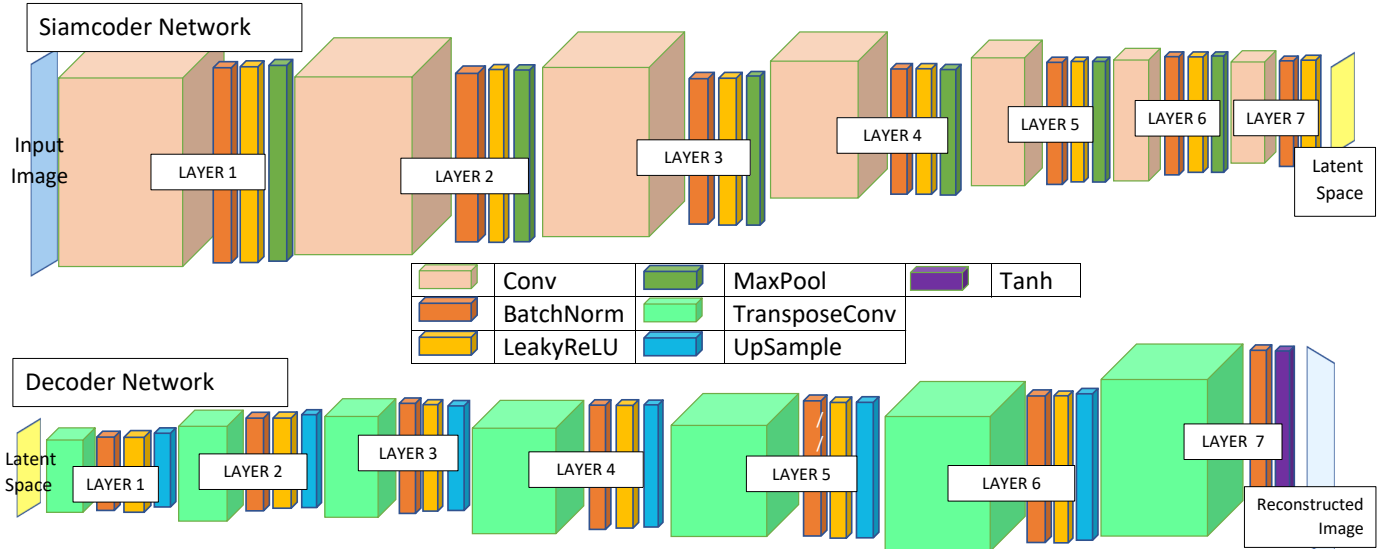 Siamcoder Network
Input
Image
LAYER 1
LAYER 2
LAYER 3
LAYER 4
LAYER 5
LAYER 6
LAYER 7
Latent
Space
Conv
MaxPool
Tanh
BatchNorm
TransposeConv
LeakyReLU
UpSample
Decoder Network
Latent
Space
LAYER 1
LAYER 2
LAYER 3
LAYER 4
LAYER 5
LAYER 6
LAYER 7
Reconstructed
Image